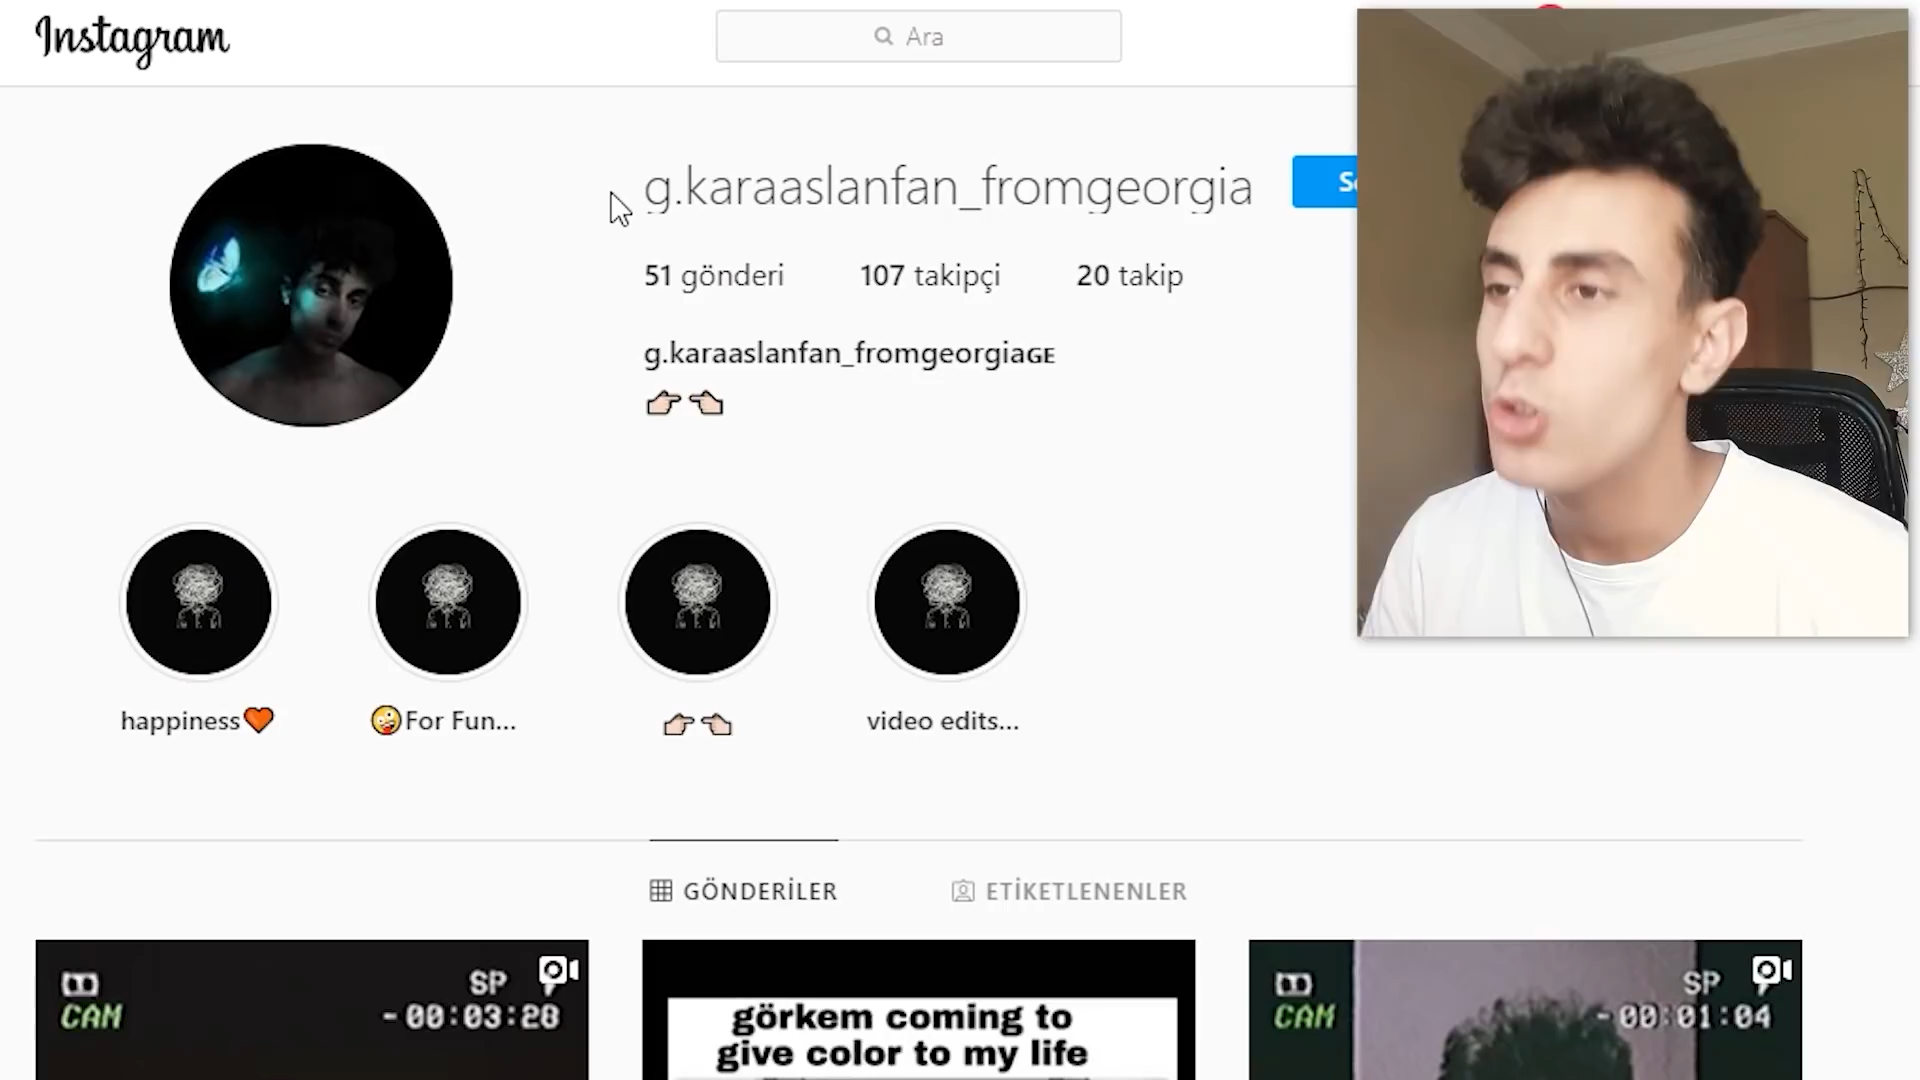 Instagram
Ara
g.karaaslanfan_fromgeorgia
51 gönderi 107 takipçi 20 takip
g.karaaslanfan_fromgeorgiaGE
👉🏻👈🏻
happiness🧡
🤪For Fun...
👉🏻👈🏻
video edits...
GÖNDERİLER
ETİKETLENENLER
CAM SP -00:03:28
görkem coming to
give color to my life
CAM SP -00:01:04